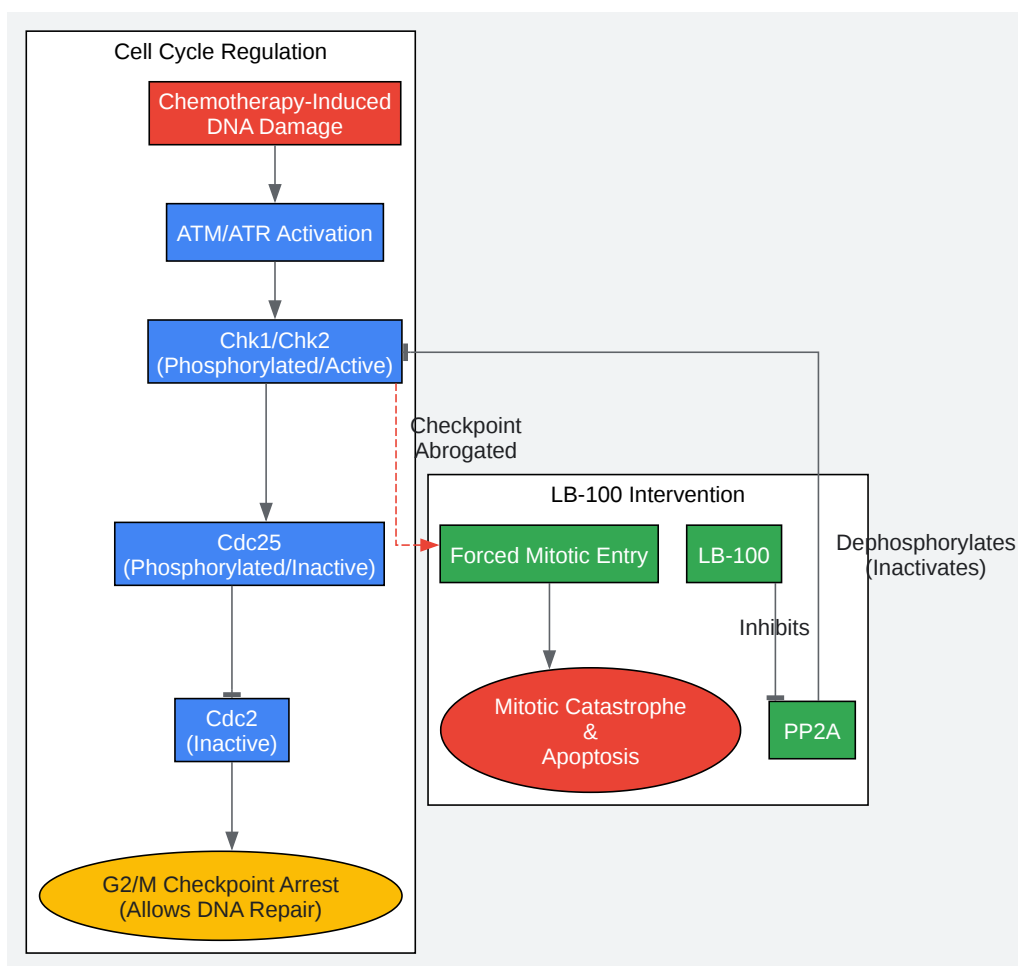 Cell Cycle Regulation
Chemotherapy-Induced
DNA Damage
ATM/ATR Activation
Chk1/Chk2
(Phosphorylated/Active)
Checkpoint
Abrogated
Cdc25
(Phosphorylated/Inactive)
Cdc2
(Inactive)
G2/M Checkpoint Arrest
(Allows DNA Repair)
LB-100 Intervention
Forced Mitotic Entry
LB-100
Dephosphorylates
(Inactivates)
Inhibits
Mitotic Catastrophe
&
Apoptosis
PP2A